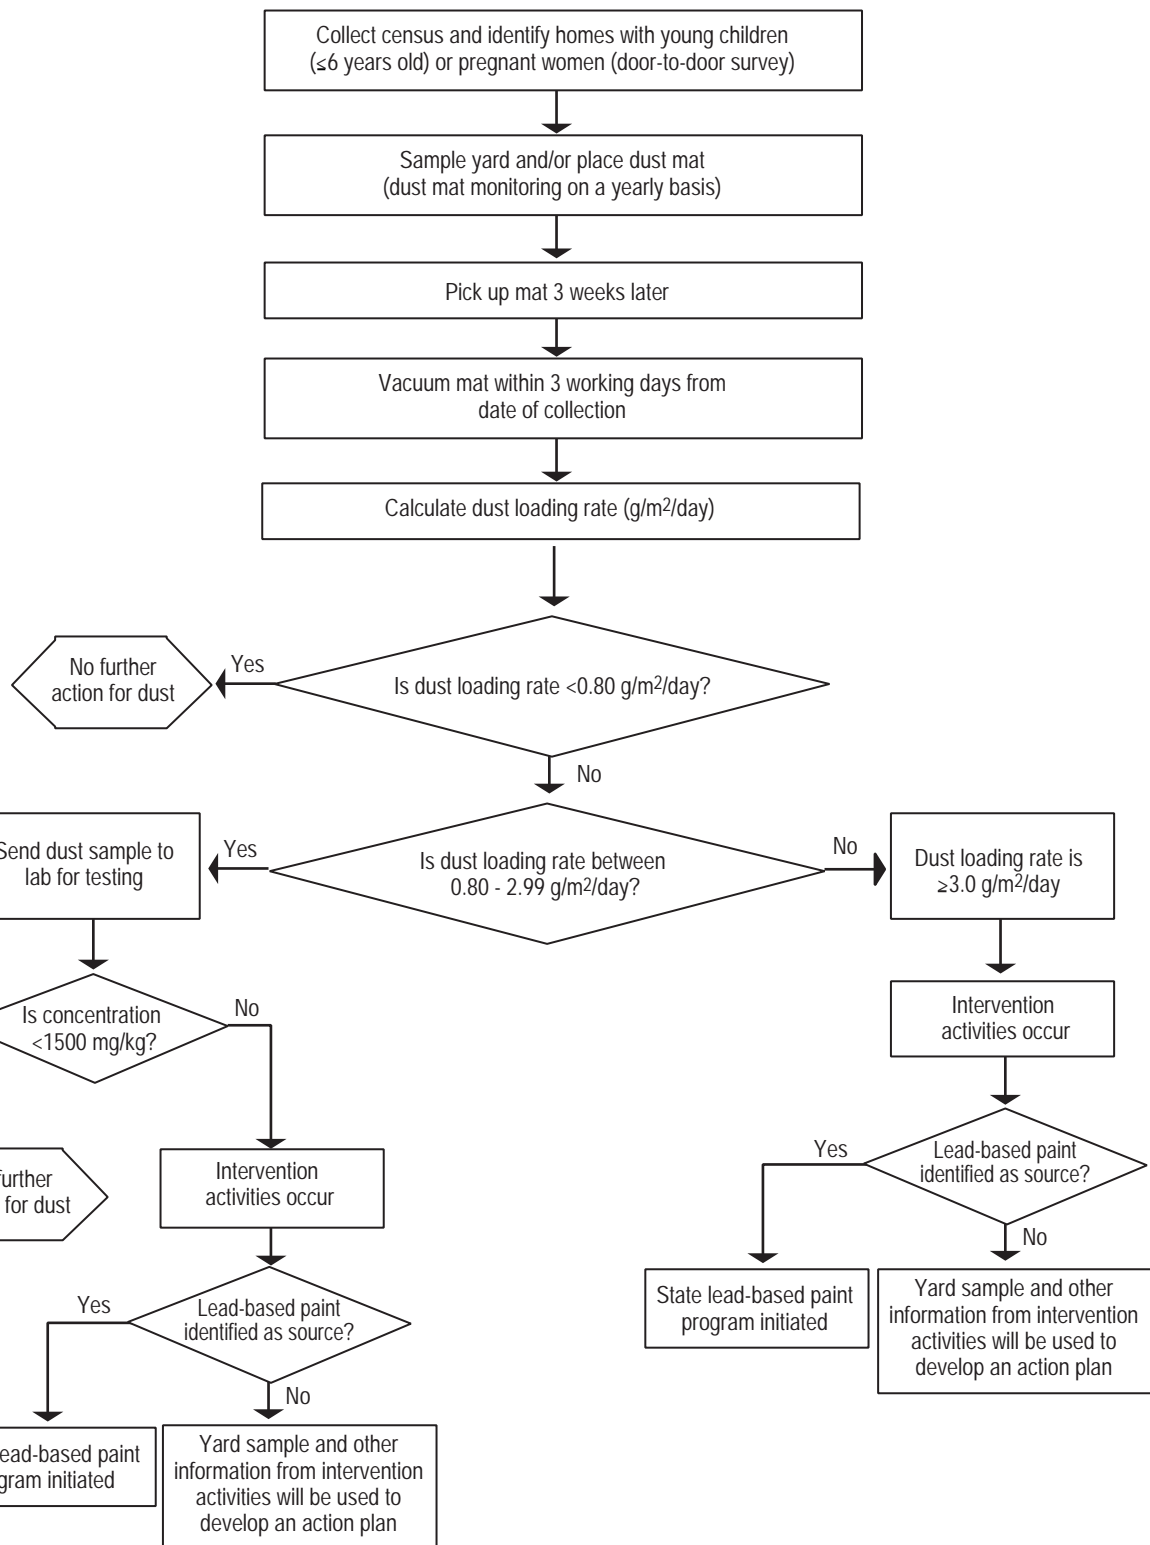 Collect census and identify homes with young children
(≤6 years old) or pregnant women (door-to-door survey)
Sample yard and/or place dust mat
(dust mat monitoring on a yearly basis)
Pick up mat 3 weeks later
Vacuum mat within 3 working days from
date of collection
Calculate dust loading rate (g/m²/day)
No further
action for dust
Yes
Is dust loading rate <0.80 g/m²/day?
No
Send dust sample to
lab for testing
Yes
Is dust loading rate between
0.80 - 2.99 g/m²/day?
No
Dust loading rate is
≥3.0 g/m²/day
Is concentration
<1500 mg/kg?
No
Intervention
activities occur
further
for dust
Intervention
activities occur
Yes
Lead-based paint
identified as source?
No
Yes
Lead-based paint
identified as source?
No
State lead-based paint
program initiated
Yard sample and other
information from intervention
activities will be used to
develop an action plan
ead-based paint
gram initiated
Yard sample and other
information from intervention
activities will be used to
develop an action plan